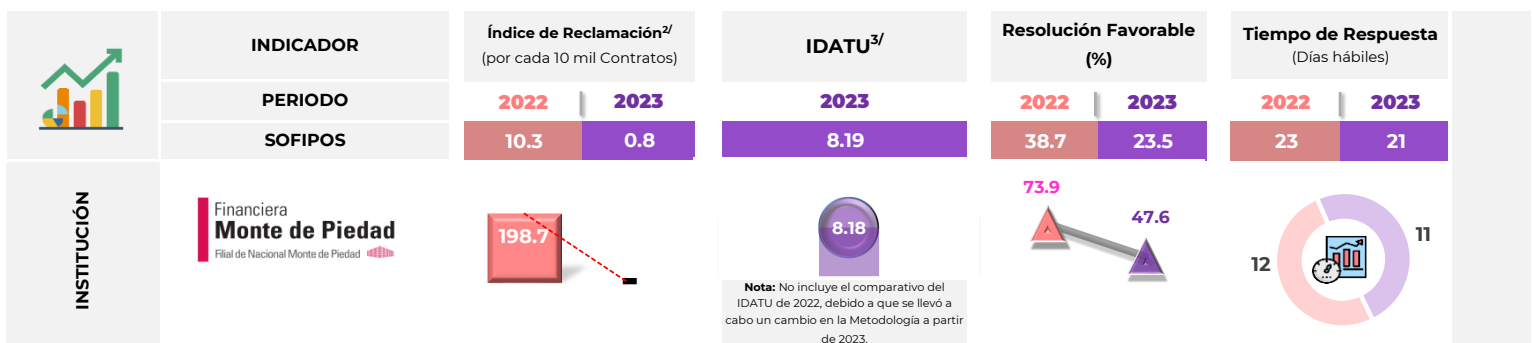 INDICADOR
Índice de Reclamación2/
(por cada 10 mil Contratos)
IDATU3/
Resolución Favorable
(%)
Tiempo de Respuesta
(Días hábiles)
PERIODO
2022
2023
2023
2022
2023
2022
2023
SOFIPOS
10.3
0.8
8.19
38.7
23.5
23
21
INSTITUCIÓN
Financiera
Monte de Piedad
Filial de Nacional Monte de Piedad
198.7
8.18
Nota: No incluye el comparativo del
IDATU de 2022, debido a que se llevó a
cabo un cambio en la Metodología a partir
de 2023.
73.9
47.6
12
11